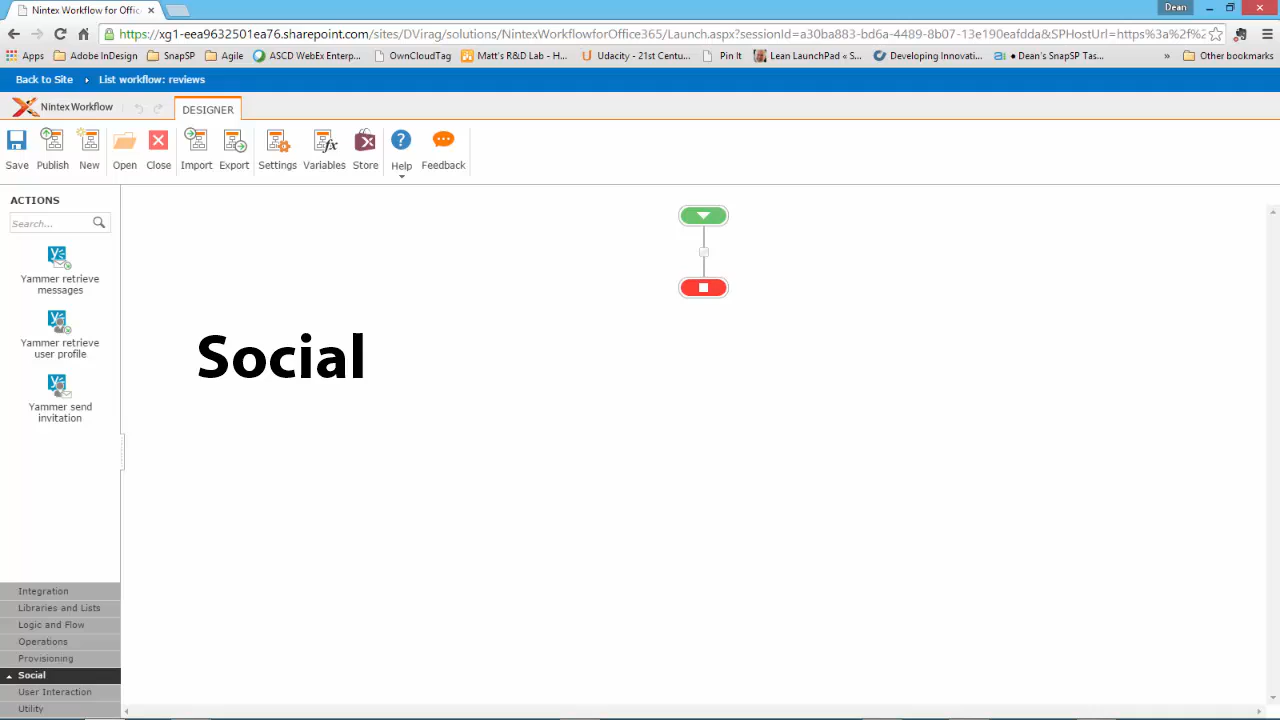 Nintex Workflow for Offic
Dean
https://xg1-eea9632501ea76.sharepoint.com/sites/DVirag/solutions/NintexWorkflowforOffice365/Launch.aspx?sessionId=a30ba883-bd6a-4489-8b07-13e190eafdda&SPHostUrl=https%3a%2f%2
Apps Adobe InDesign SnapSP Agile ASCD WebEx Enterp... OwnCloudTag Matt's R&D Lab - H... Udacity - 21st Centu... Pin It Lean LaunchPad « S... Developing Innovati... • Dean's SnapSP Tas... » Other bookmarks
Back to Site List workflow: reviews
Nintex Workflow DESIGNER
Save Publish New Open Close Import Export Settings Variables Store Help Feedback
ACTIONS
Search...
Yammer retrieve
messages
Yammer retrieve
user profile
Yammer send
invitation
Social
Integration
Libraries and Lists
Logic and Flow
Operations
Provisioning
Social
User Interaction
Utility